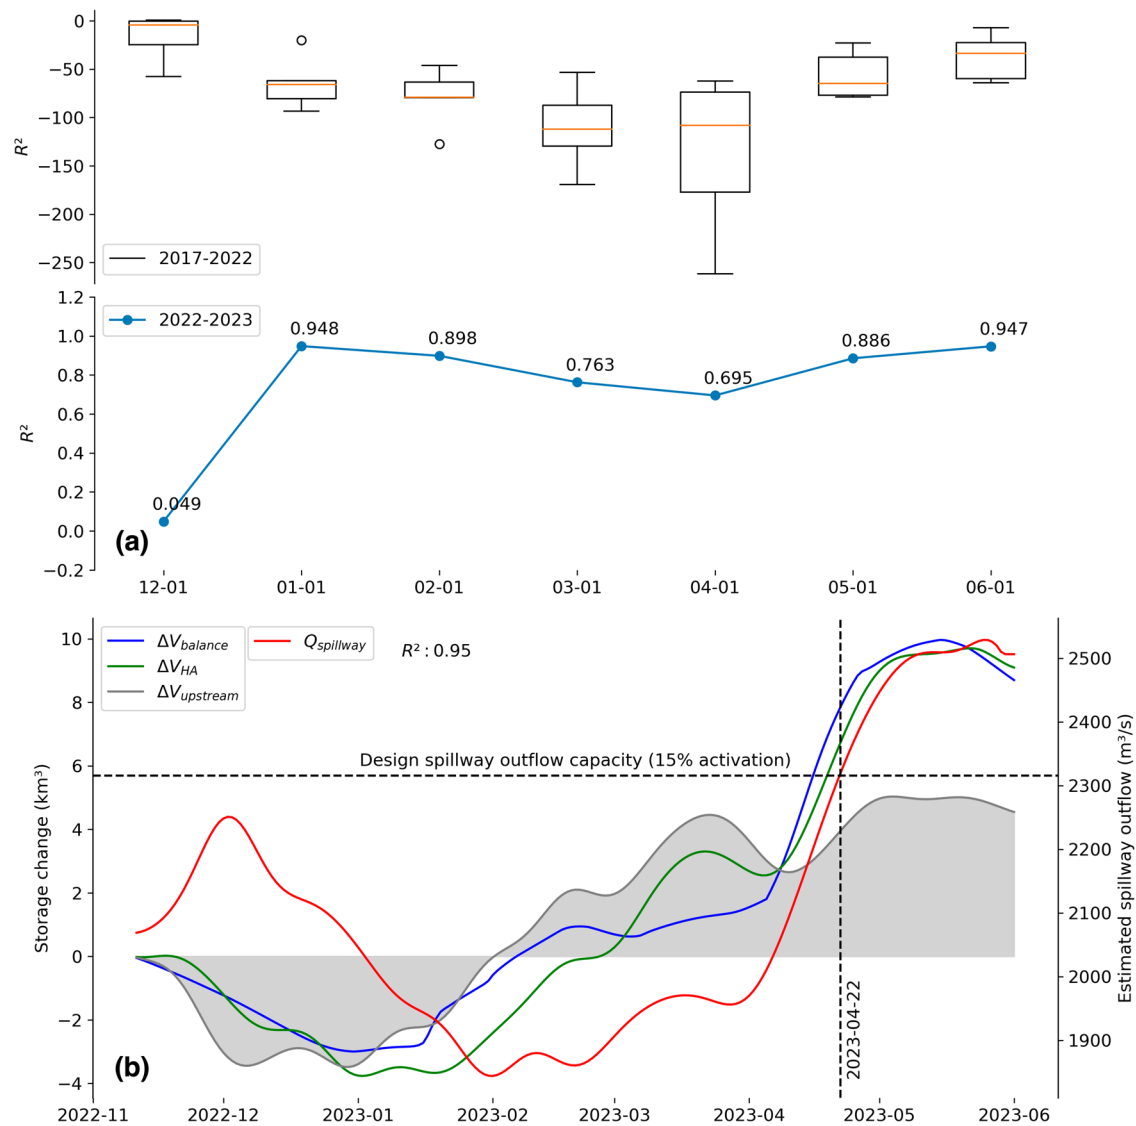 0
−50
−100
−150
−200
−250
R²
2017-2022
1.2
1.0
0.8
0.6
0.4
0.2
0.0
−0.2
R²
2022-2023
0.049
0.948
0.898
0.763
0.695
0.886
0.947
(a)
12-01 01-01 02-01 03-01 04-01 05-01 06-01
10
8
6
4
2
0
−2
−4
Storage change (km³)
ΔVbalance
ΔVHA
ΔVupstream
Qspillway
R² : 0.95
Design spillway outflow capacity (15% activation)
2023-04-22
2500
2400
2300
2200
2100
2000
1900
Estimated spillway outflow (m³/s)
(b)
2022-11 2022-12 2023-01 2023-02 2023-03 2023-04 2023-05 2023-06